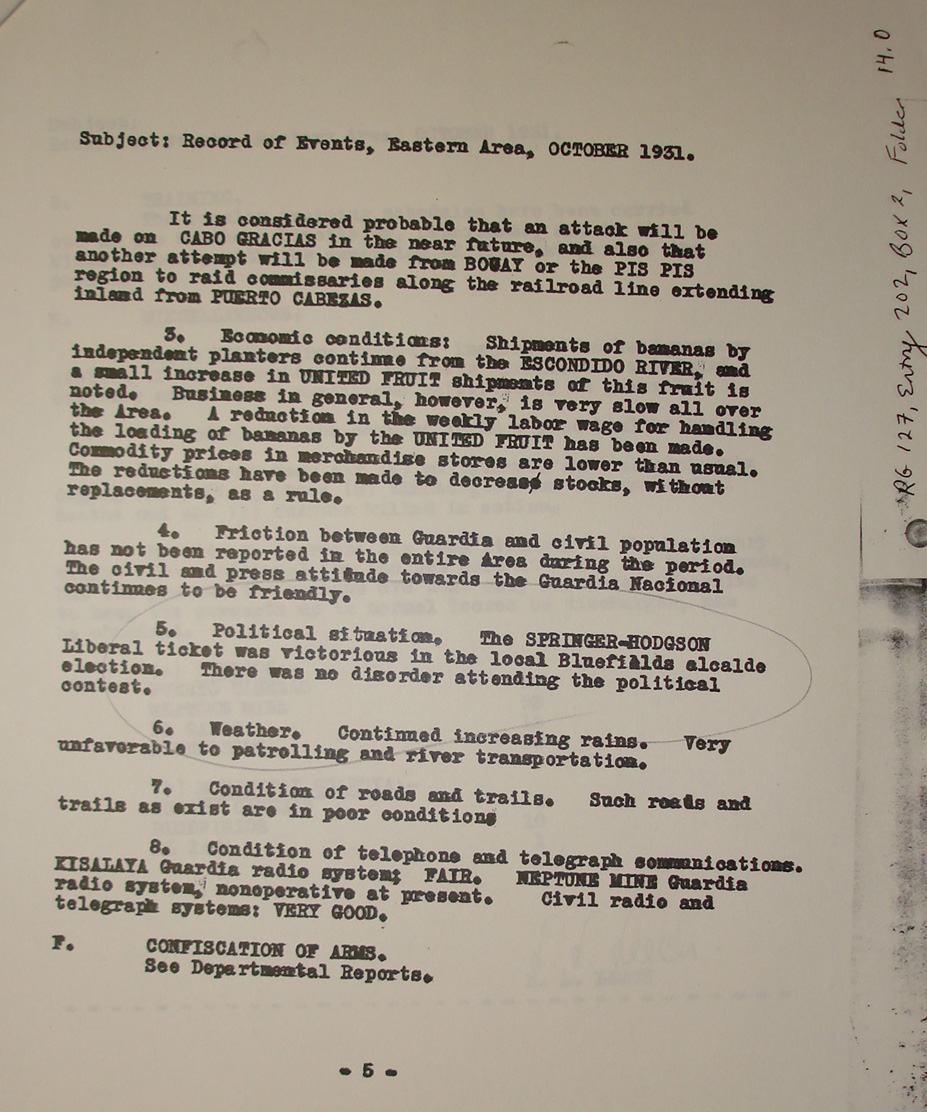 Subject: Record of Events, Eastern Area, OCTOBER 1931.
It is considered probable that an attack will be
made on CABO GRACIAS in the near future, and also that
another attempt will be made from BOWAY or the PIS PIS
region to raid commissaries along the railroad line extending
inland from PUERTO CABEZAS.
3. Economic conditions: Shipments of bananas by
independent planters continue from the ESCONDIDO RIVER, and
a small increase in UNITED FRUIT shipments of this fruit is
noted. Business in general, however, is very slow all over
the Area. A reduction in the weekly labor wage for handling
the loading of bananas by the UNITED FRUIT has been made.
Commodity prices in merchandise stores are lower than usual.
The reductions have been made to decrease stocks, without
replacements, as a rule.
4. Friction between Guardia and civil population
has not been reported in the entire Area during the period.
The civil and press attitude towards the Guardia Nacional
continues to be friendly.
5. Political situation. The SPRINGER-HODGSON
Liberal ticket was victorious in the local Bluefields alcalde
election. There was no disorder attending the political
contest.
6. Weather. Continued increasing rains. Very
unfavorable to patrolling and river transportation.
7. Condition of roads and trails. Such roads and
trails as exist are in poor condition.
8. Condition of telephone and telegraph communications.
KISALAYA Guardia radio system; FAIR. NEPTUNE MINE Guardia
radio system, nonoperative at present. Civil radio and
telegraph systems: VERY GOOD.
F. CONFISCATION OF ARMS.
See Departmental Reports.
- 5 -
RG 127, Entry 202, Box 2, Folder 14.0